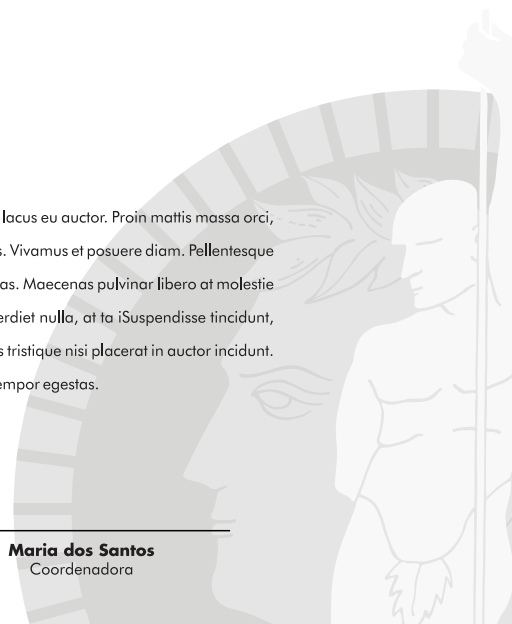 lacus eu auctor. Proin mattis massa orci,
s. Vivamus et posuere diam. Pellentesque
as. Maecenas pulvinar libero at molestie
erdiet nulla, at ta iSuspendisse tincidunt,
s tristique nisi placerat in auctor incidunt.
empor egestas.
Maria dos Santos
Coordenadora